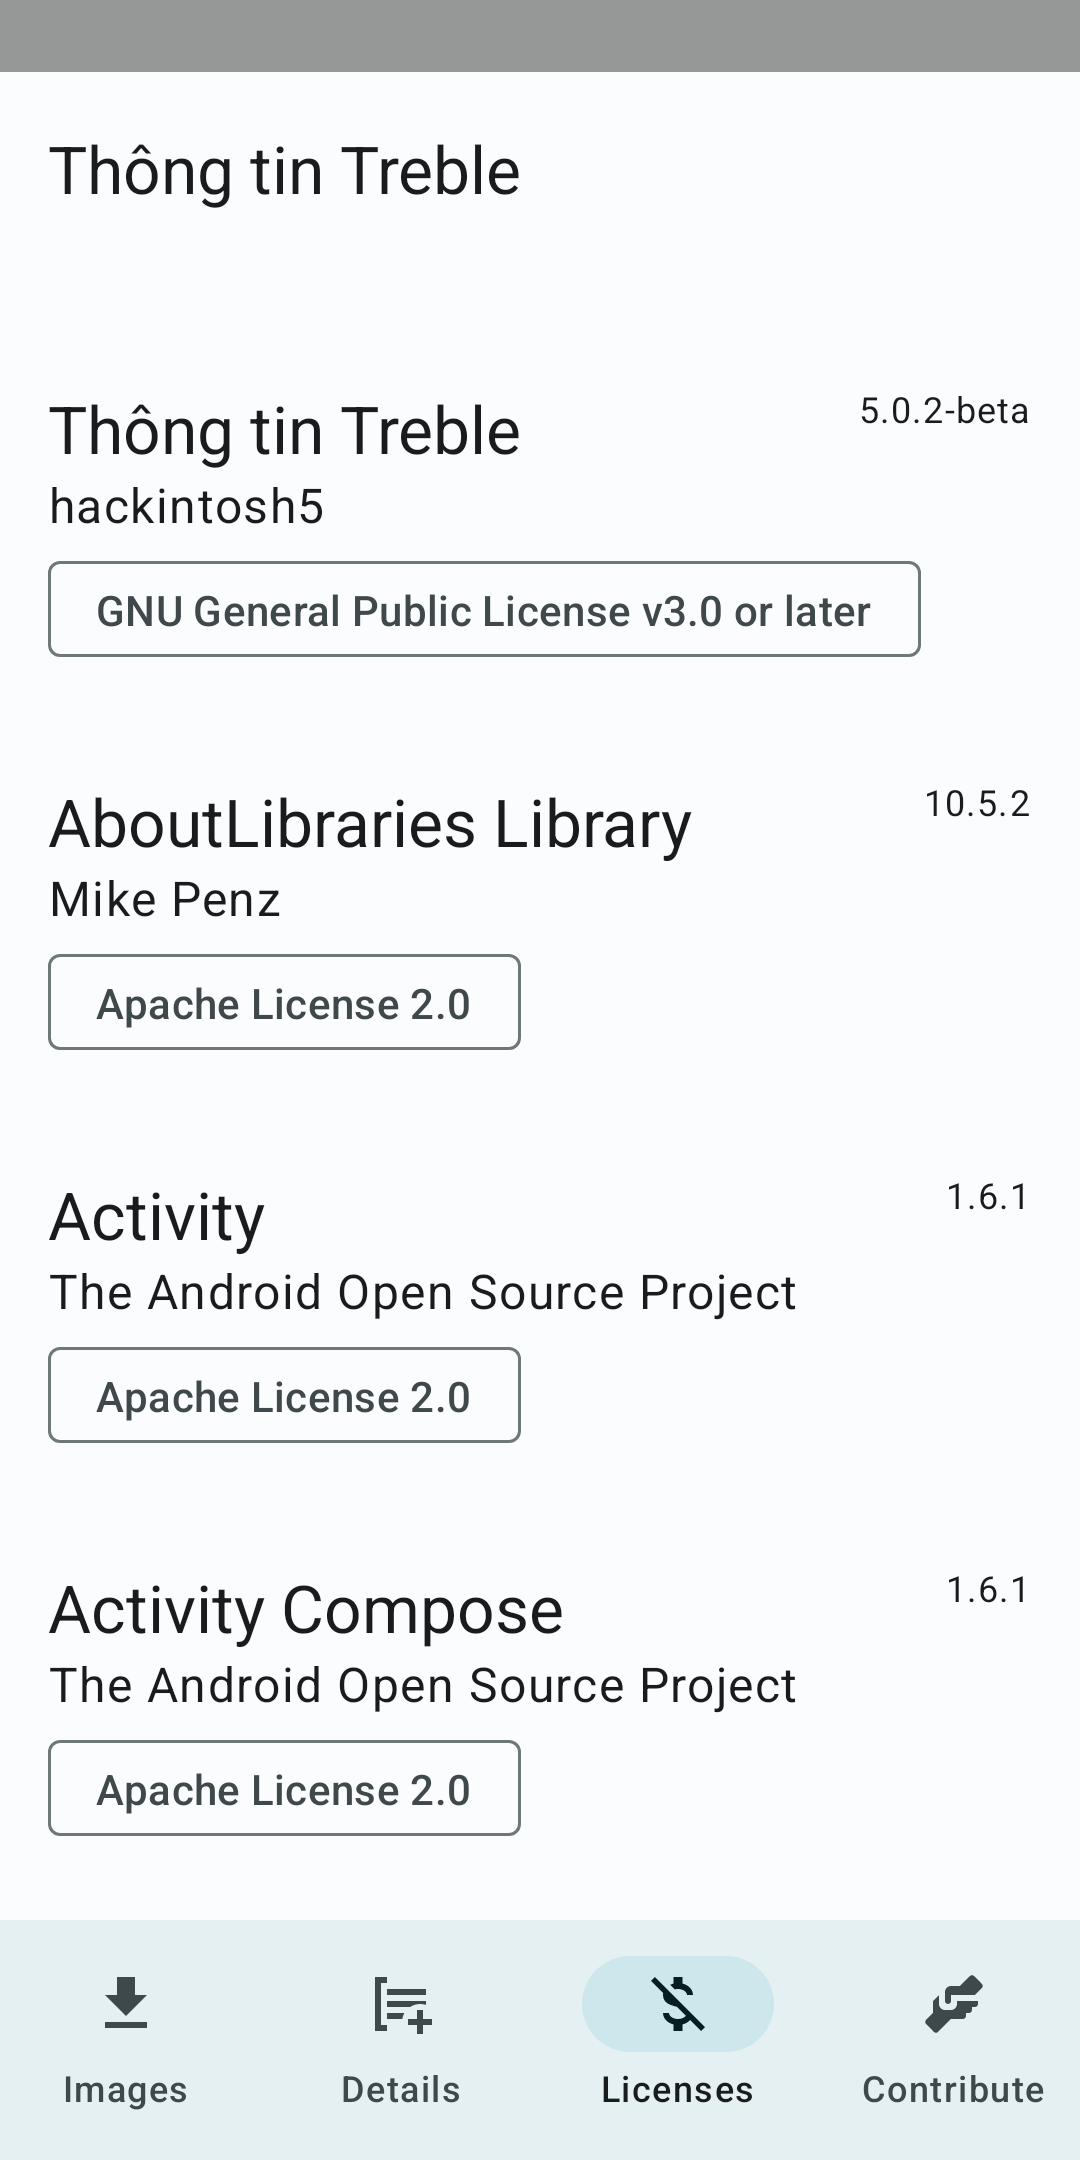 Thông tin Treble
Thông tin Treble
5.0.2-beta
hackintosh5
GNU General Public License v3.0 or later
AboutLibraries Library
10.5.2
Mike Penz
Apache License 2.0
Activity
1.6.1
The Android Open Source Project
Apache License 2.0
Activity Compose
1.6.1
The Android Open Source Project
Apache License 2.0
Images
Details
Licenses
Contribute